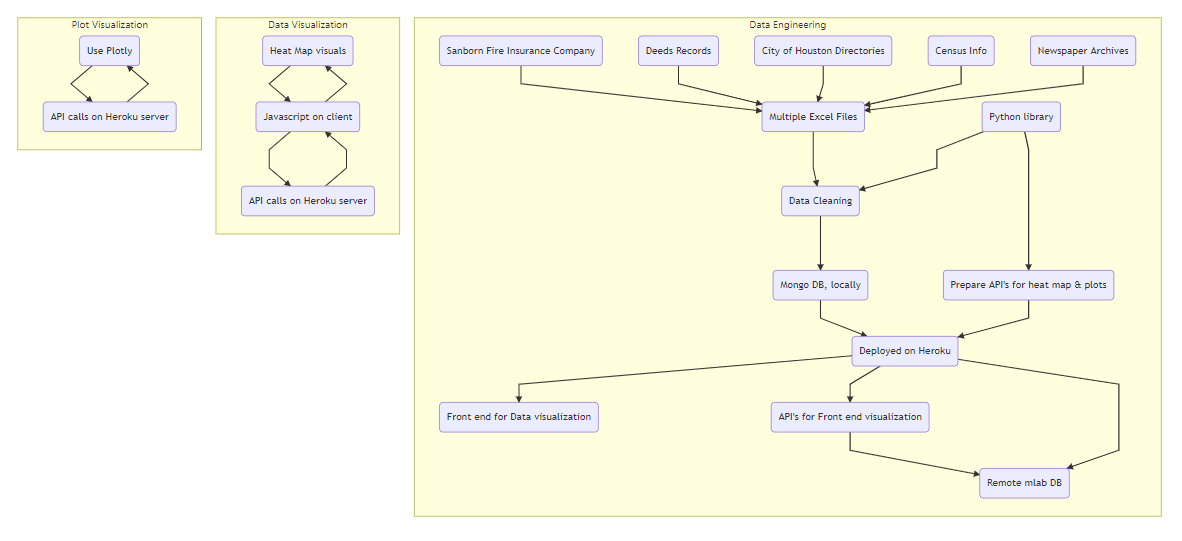 Plot Visualization
Use Plotly
API calls on Heroku server
Data Visualization
Heat Map visuals
Javascript on client
API calls on Heroku server
Data Engineering
Sanborn Fire Insurance Company
Deeds Records
City of Houston Directories
Census Info
Newspaper Archives
Multiple Excel Files
Python library
Data Cleaning
Mongo DB, locally
Prepare API's for heat map & plots
Deployed on Heroku
Front end for Data visualization
API's for Front end visualization
Remote mlab DB